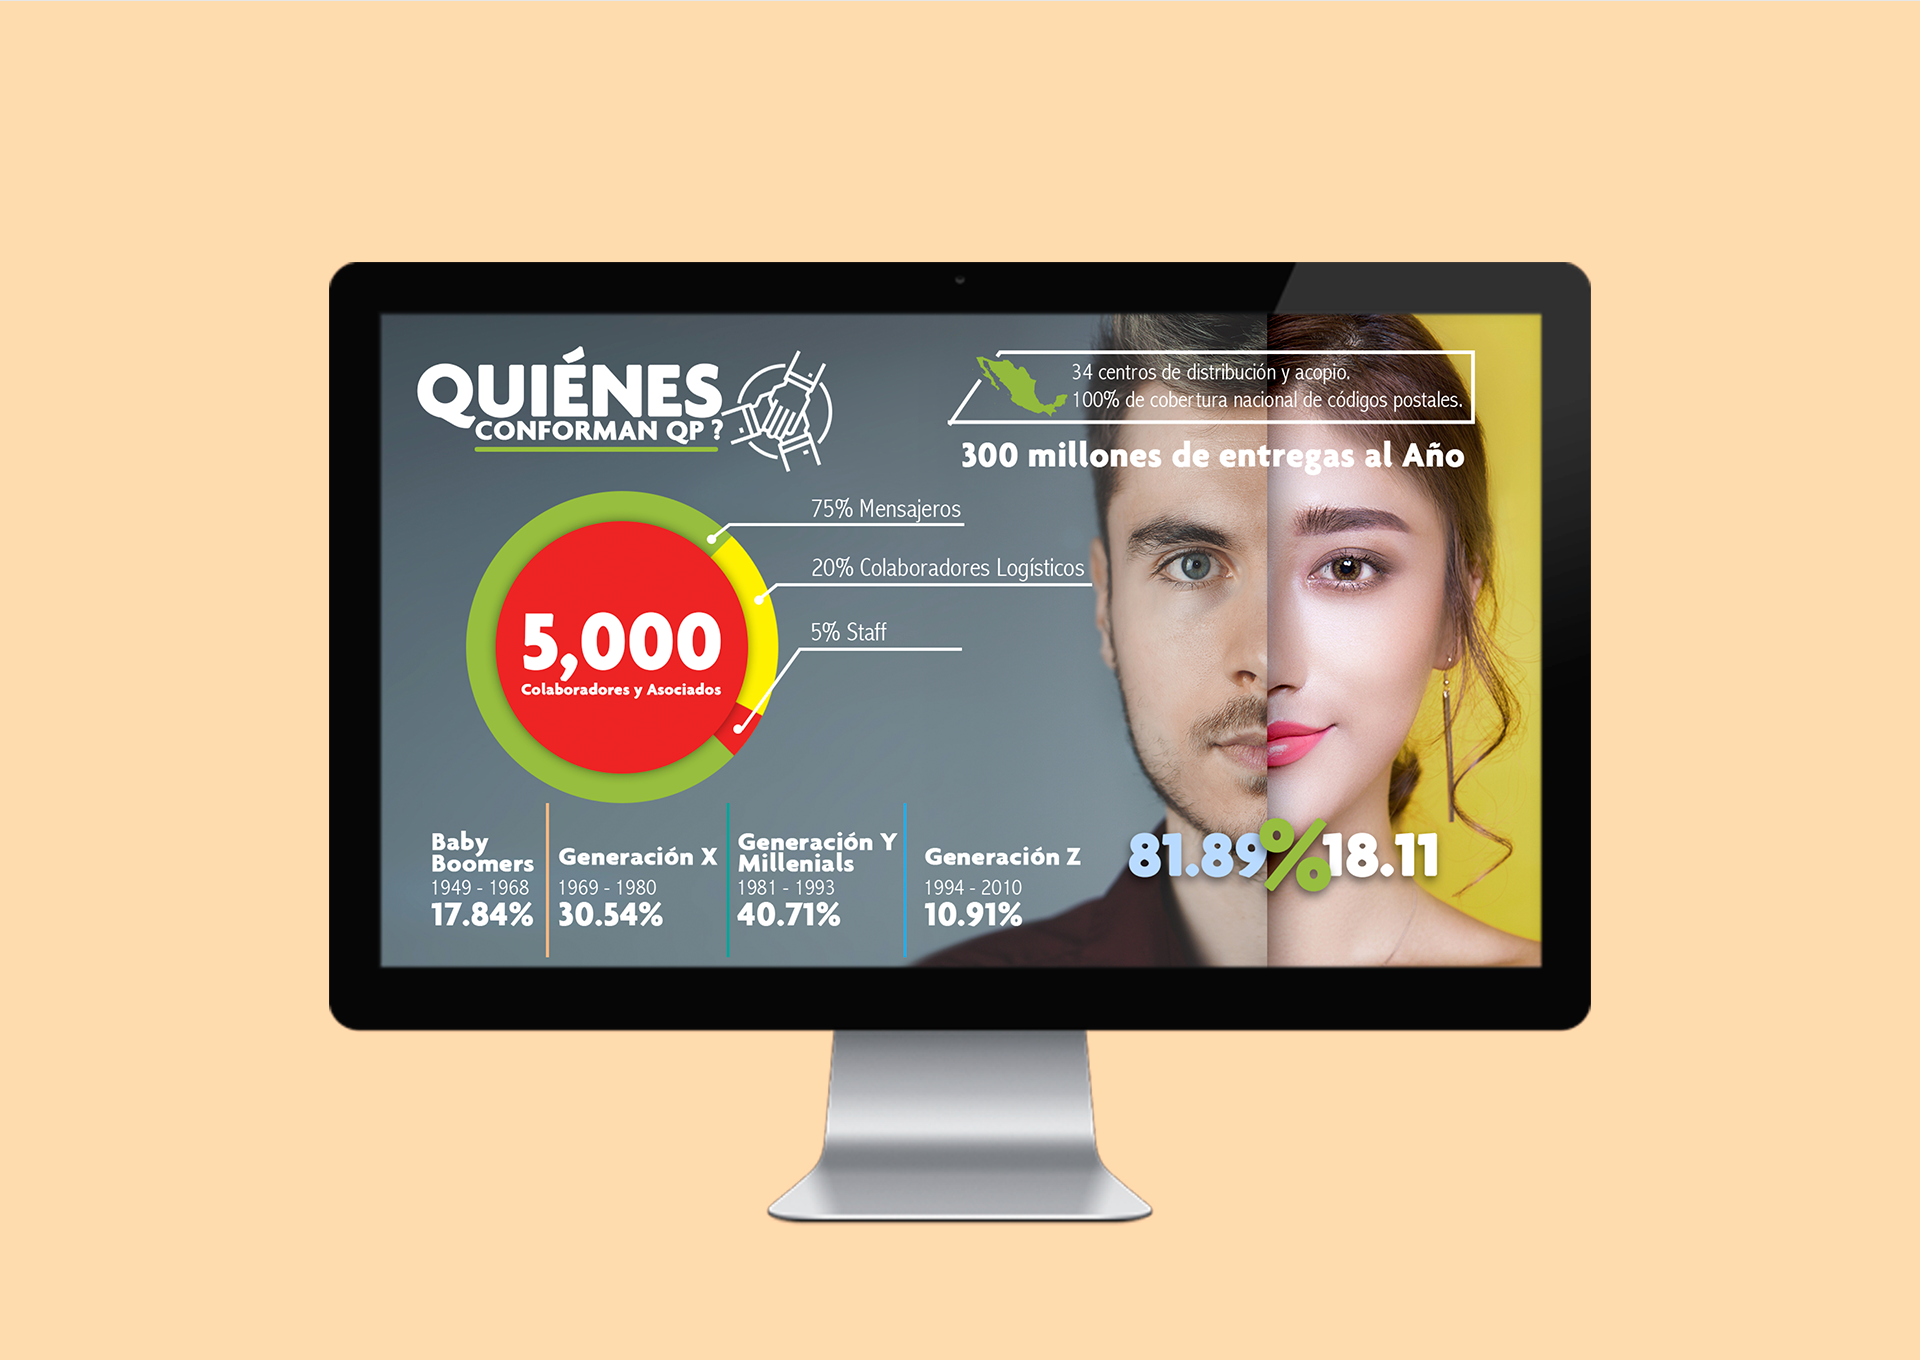 QUIÉNES
CONFORMAN QP ?
34 centros de distribución y acopio.
100% de cobertura nacional de códigos postales.
300 millones de entregas al Año
75% Mensajeros
20% Colaboradores Logísticos
5% Staff
5,000
Colaboradores y Asociados
Baby
Boomers
1949 - 1968
17.84%
Generación X
1969 - 1980
30.54%
Generación Y
Millenials
1981 - 1993
40.71%
Generación Z
1994 - 2010
10.91%
81.89%18.11